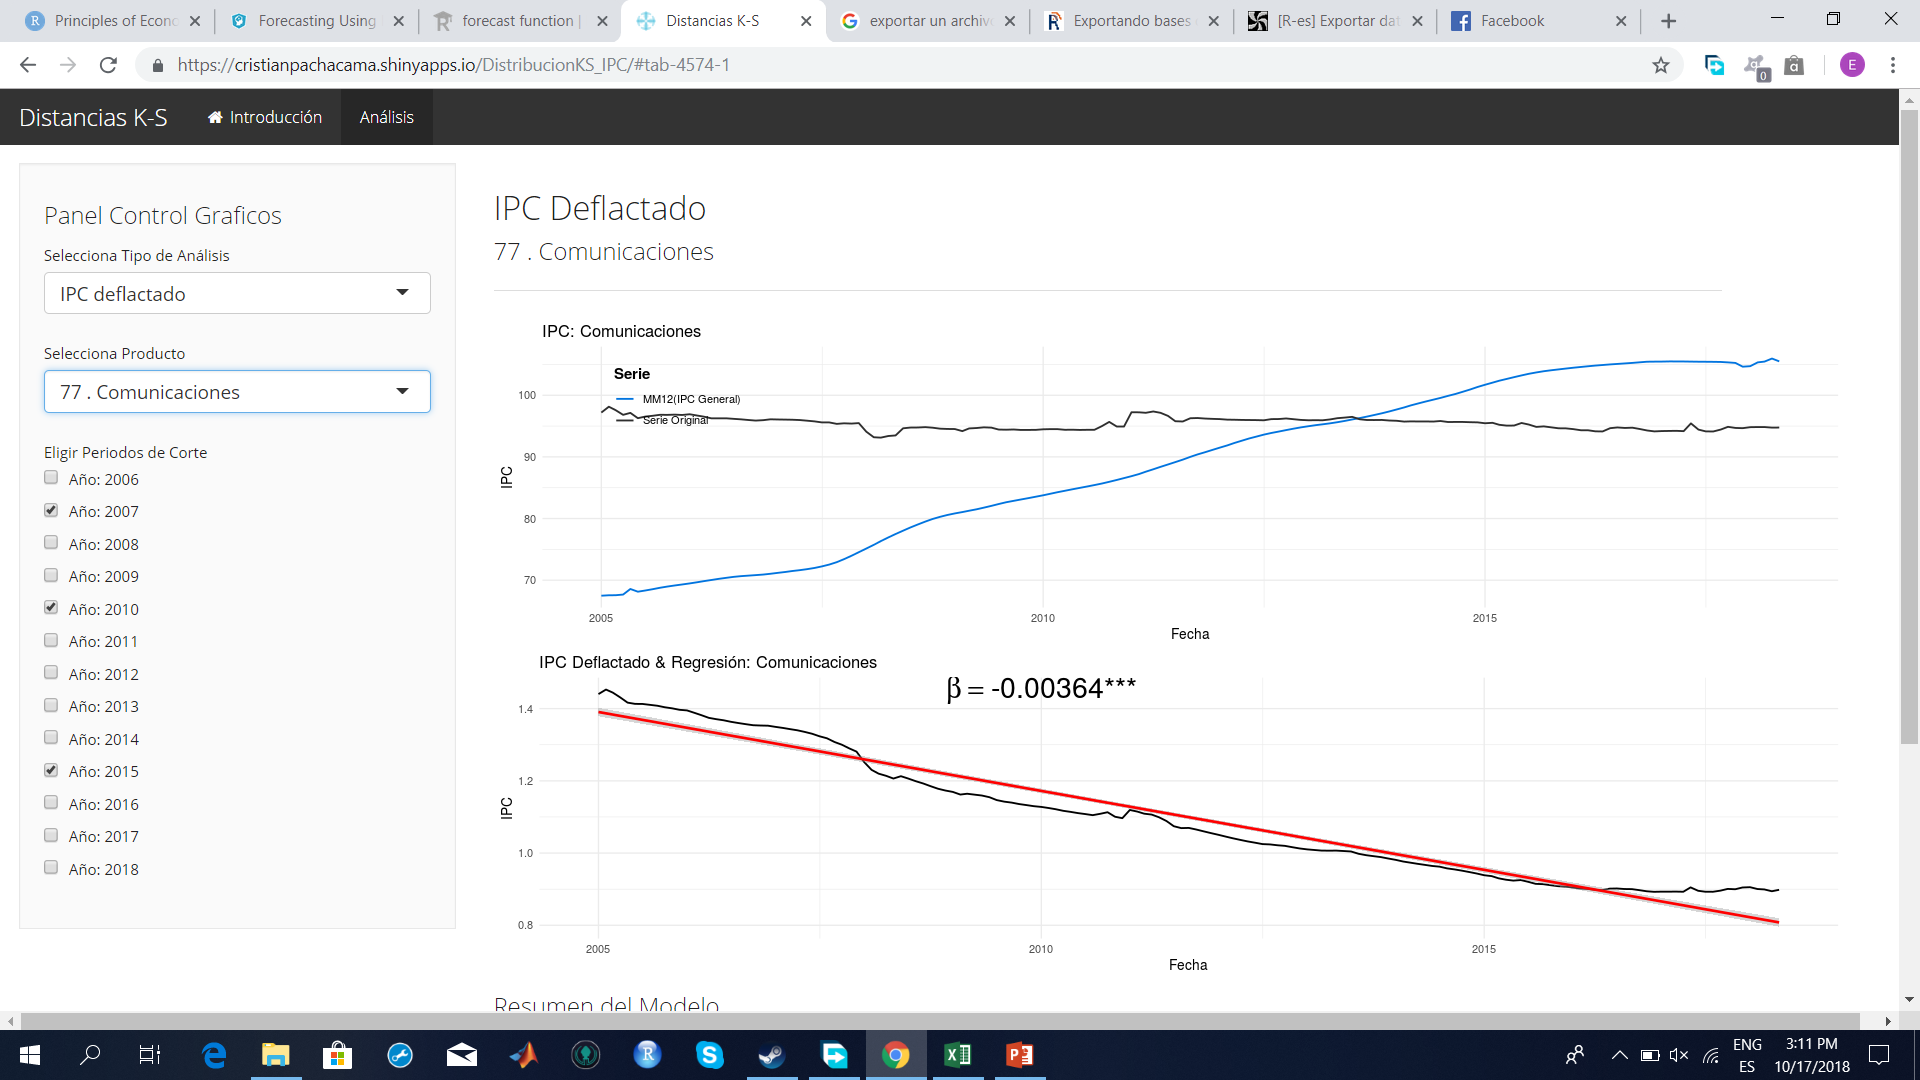 Principles of Econo
Forecasting Using
forecast function |
Distancias K-S
exportar un archivo
Exportando bases
[R-es] Exportar dat
Facebook
https://cristianpachacama.shinyapps.io/DistribucionKS_IPC/#tab-4574-1
0
E
Distancias K-S
Introducción
Análisis
Panel Control Graficos
Selecciona Tipo de Análisis
IPC deflactado
Selecciona Producto
77 . Comunicaciones
Eligir Periodos de Corte
Año: 2006
Año: 2007
Año: 2008
Año: 2009
Año: 2010
Año: 2011
Año: 2012
Año: 2013
Año: 2014
Año: 2015
Año: 2016
Año: 2017
Año: 2018
IPC Deflactado
77 . Comunicaciones
IPC: Comunicaciones
Serie
MM12(IPC General)
Serie Original
100
90
80
70
IPC
2005
2010
2015
Fecha
IPC Deflactado & Regresión: Comunicaciones
β = -0.00364***
1.4
1.2
1.0
0.8
IPC
2005
2010
2015
Fecha
Resumen del Modelo
ENG
ES
3:11 PM
10/17/2018